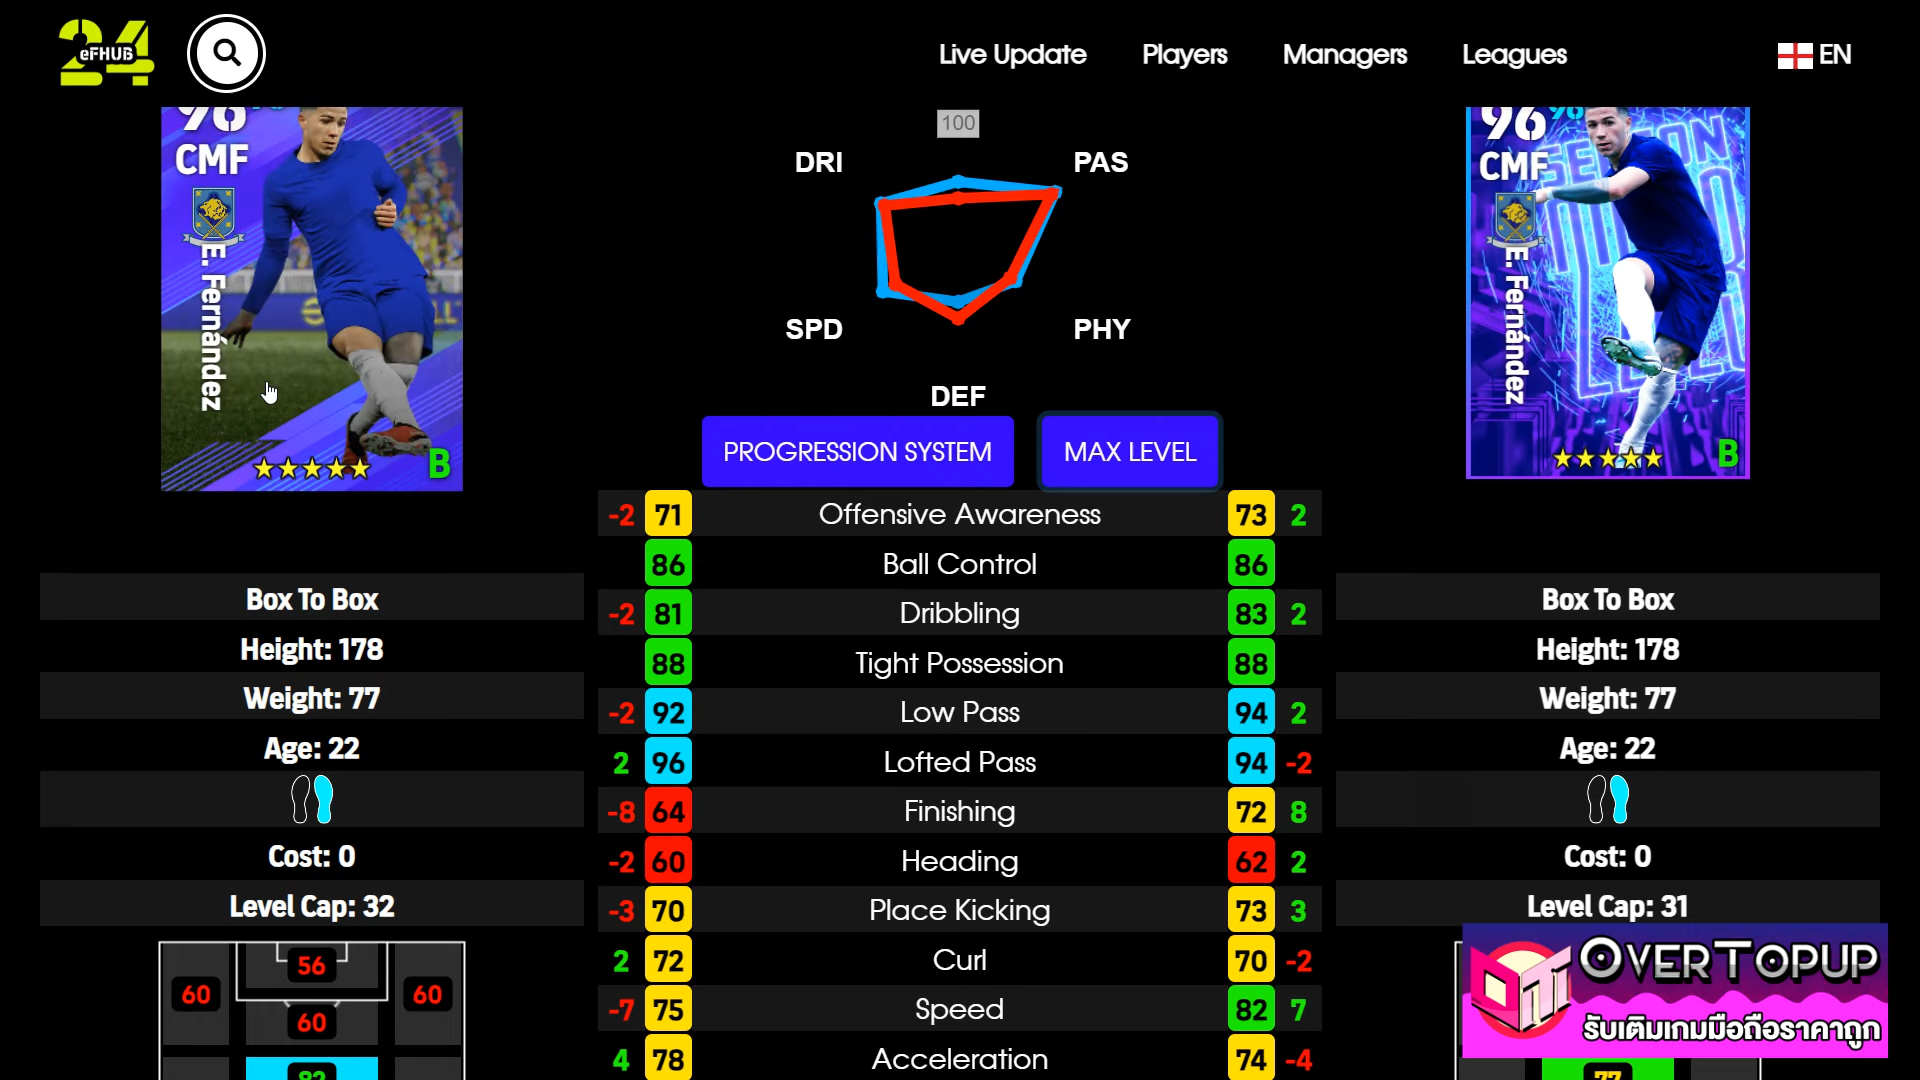 24
eFHUB
Live Update
Players
Managers
Leagues
EN
96
CMF
E. Fernández
B
100
DRI
PAS
SPD
PHY
DEF
96
96
CMF
E. Fernández
B
PROGRESSION SYSTEM
MAX LEVEL
-2 71 Offensive Awareness 73 2
86 Ball Control 86
-2 81 Dribbling 83 2
88 Tight Possession 88
-2 92 Low Pass 94 2
2 96 Lofted Pass 94 -2
-8 64 Finishing 72 8
-2 60 Heading 62 2
-3 70 Place Kicking 73 3
2 72 Curl 70 -2
-7 75 Speed 82 7
4 78 Acceleration 74 -4
Box To Box
Height: 178
Weight: 77
Age: 22
Cost: 0
Level Cap: 32
56
60
60
60
Box To Box
Height: 178
Weight: 77
Age: 22
Cost: 0
Level Cap: 31
OVERTOPUP
รับเติมเกมมือถือราคาถูก